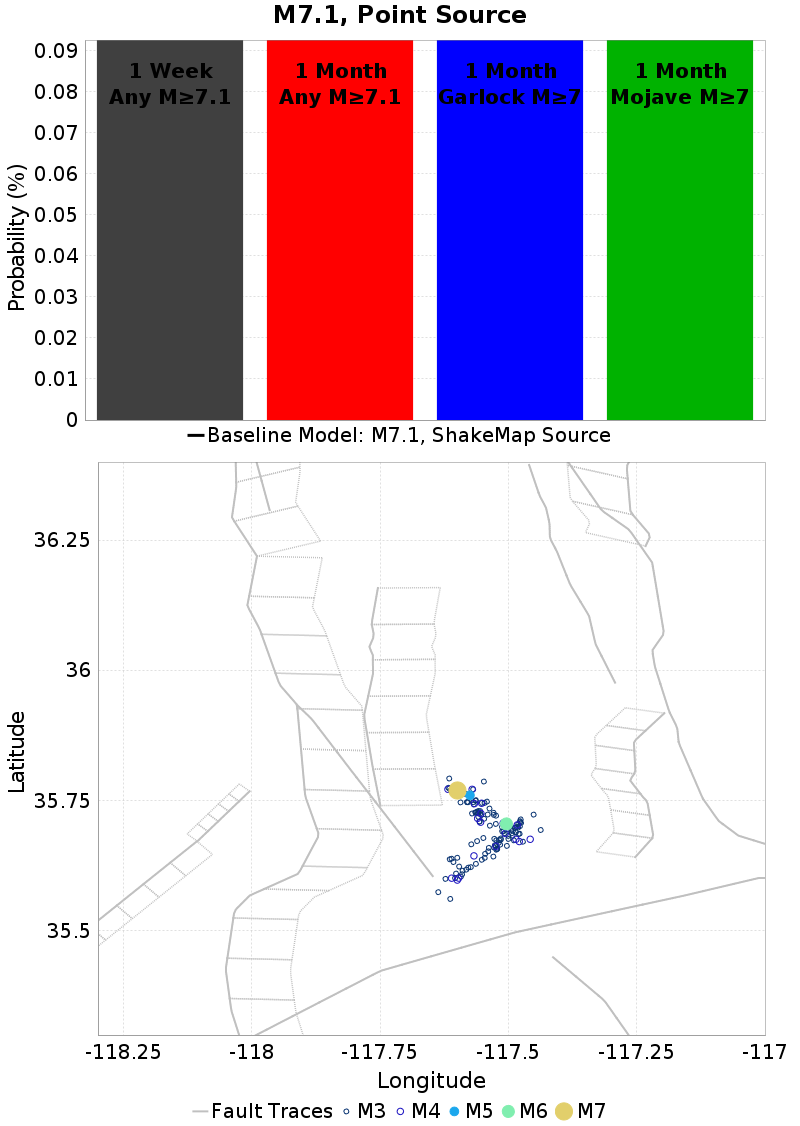 M7.1, Point Source
0.09
0.08
0.07
0.06
0.05
0.04
0.03
0.02
0.01
0
Probability (%)
1 Week
Any M≥7.1
1 Month
Any M≥7.1
1 Month
Garlock M≥7
1 Month
Mojave M≥7
Baseline Model: M7.1, ShakeMap Source
36.25
36
35.75
35.5
Latitude
-118.25 -118 -117.75 -117.5 -117.25 -117
Longitude
Fault Traces M3 M4 M5 M6 M7